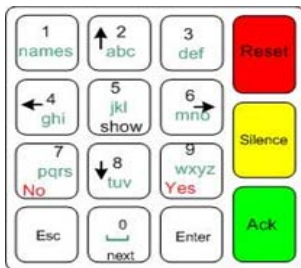 1
names
2
abc
3
def
Reset
4
ghi
5
jkl
show
6
mno
Silence
7
pqrs
No
8
tuv
9
wxyz
Yes
Esc
0
next
Enter
Ack